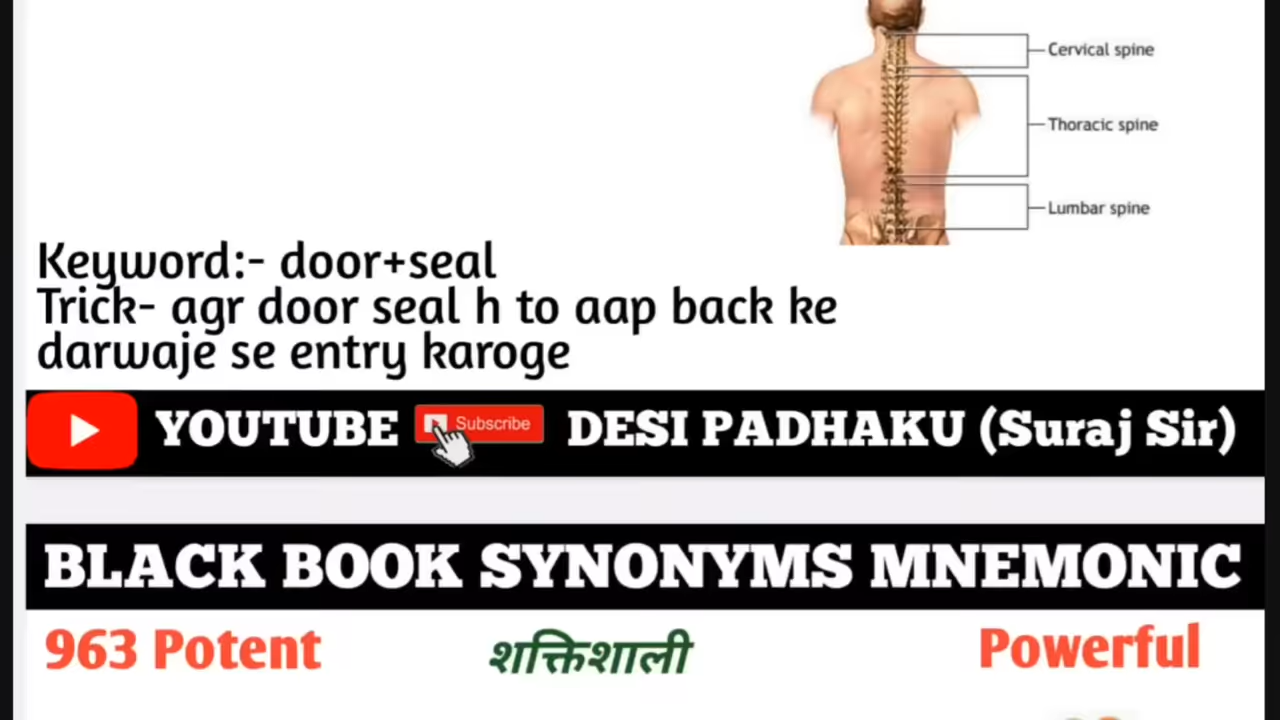 Cervical spine
Thoracic spine
Lumbar spine
Keyword:- door+seal
Trick- agr door seal h to aap back ke
darwaje se entry karoge
YOUTUBE Subscribe DESI PADHAKU (Suraj Sir)
BLACK BOOK SYNONYMS MNEMONIC
963 Potent शक्तिशाली Powerful